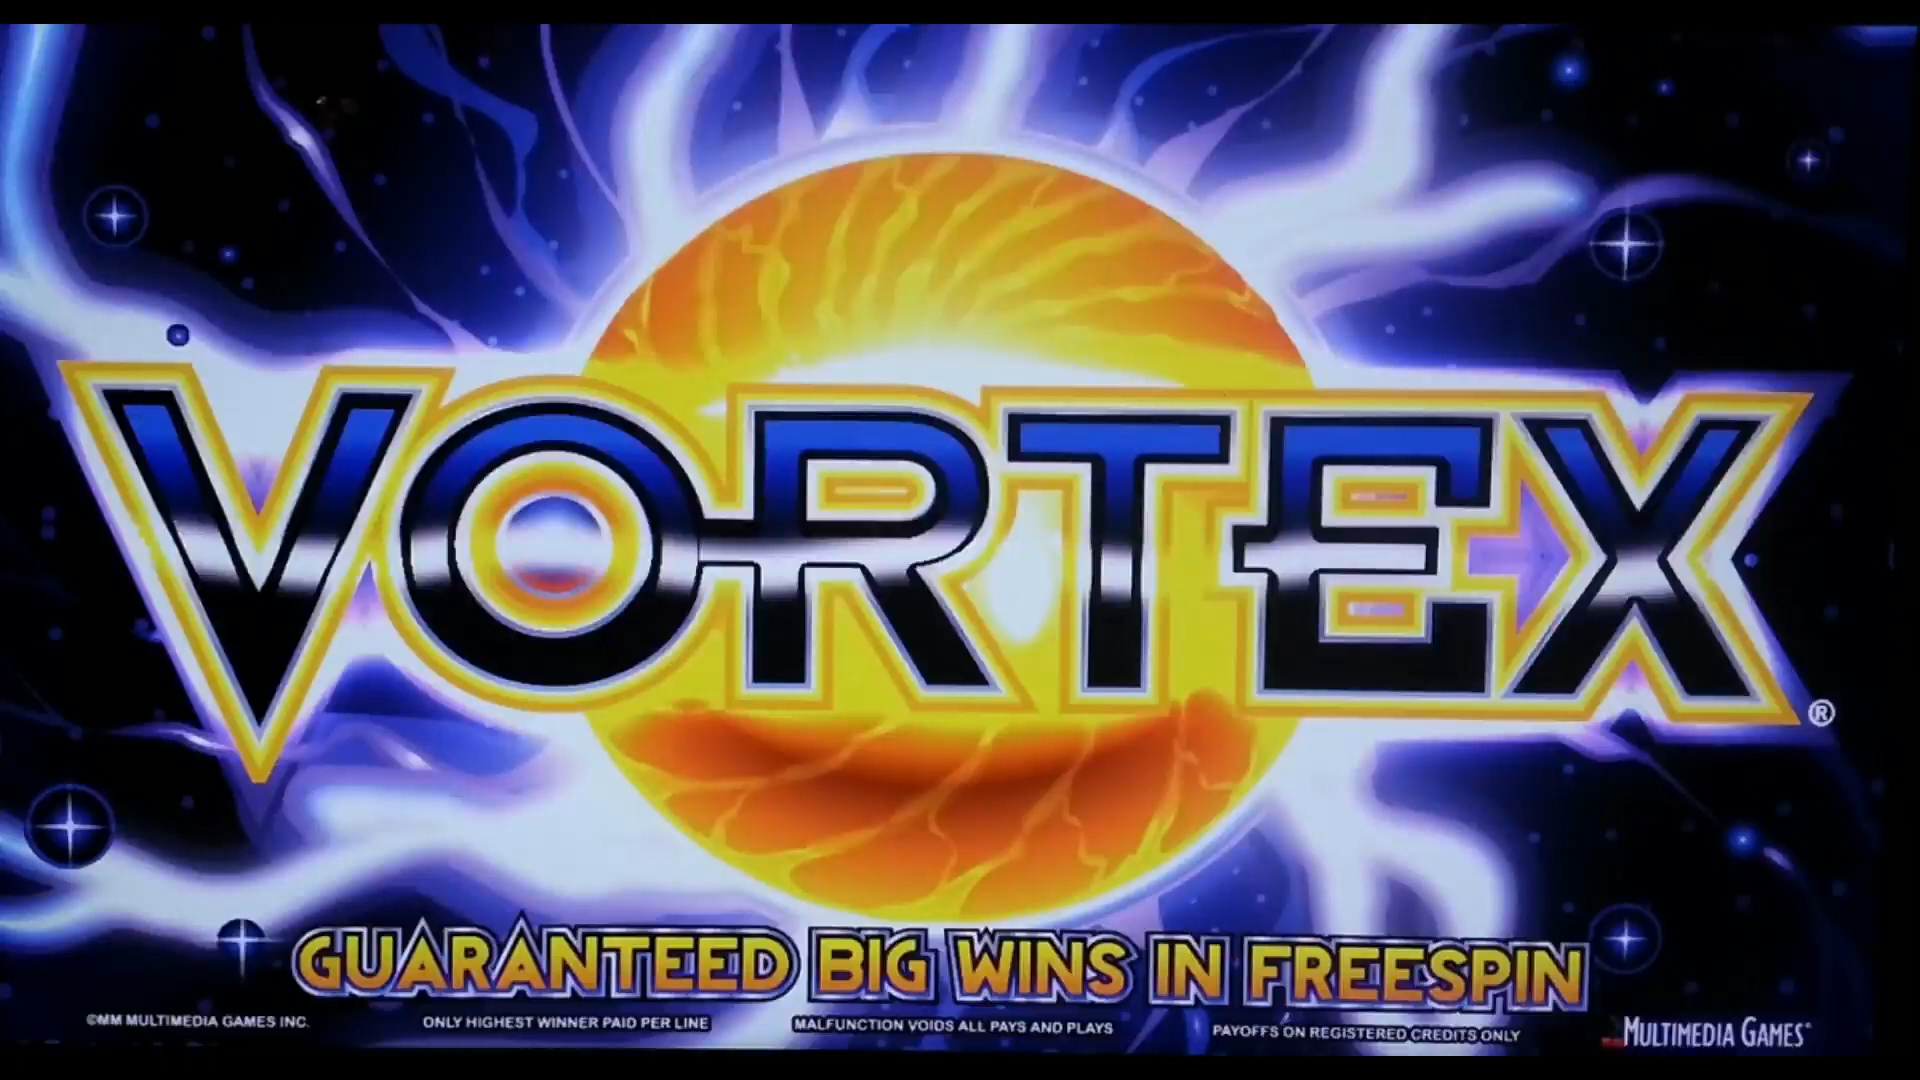 VORTEX®
GUARANTEED BIG WINS IN FREESPIN
©MM MULTIMEDIA GAMES INC.
ONLY HIGHEST WINNER PAID PER LINE
MALFUNCTION VOIDS ALL PAYS AND PLAYS
PAYOFFS ON REGISTERED CREDITS ONLY
MULTIMEDIA GAMES®